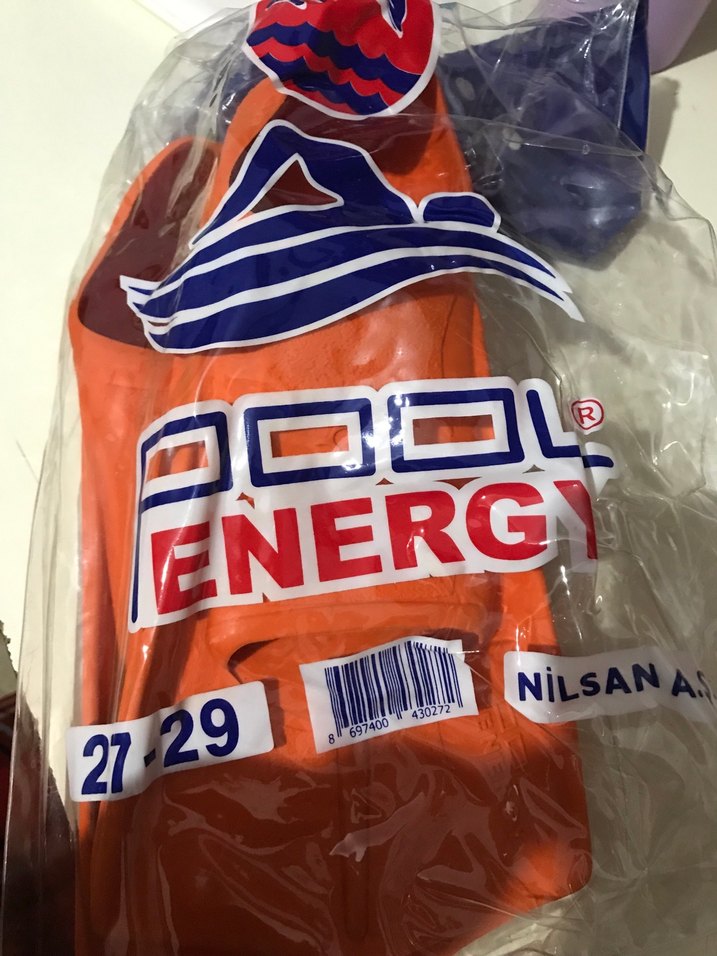 POOL®
ENERGY
27-29
8 697400 430272
NİLSAN A.Ş